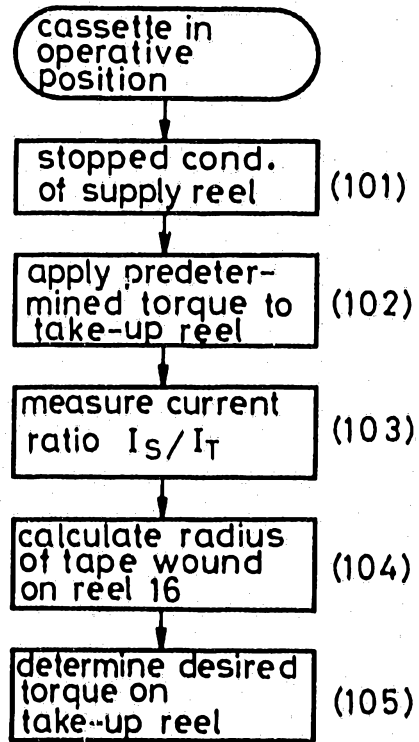 cassette in
operative
position
stopped cond.
of supply reel
(101)
apply predeter-
mined torque to
take-up reel
(102)
measure current
ratio IS/IT
(103)
calculate radius
of tape wound
on reel 16
(104)
determine desired
torque on
take-up reel
(105)